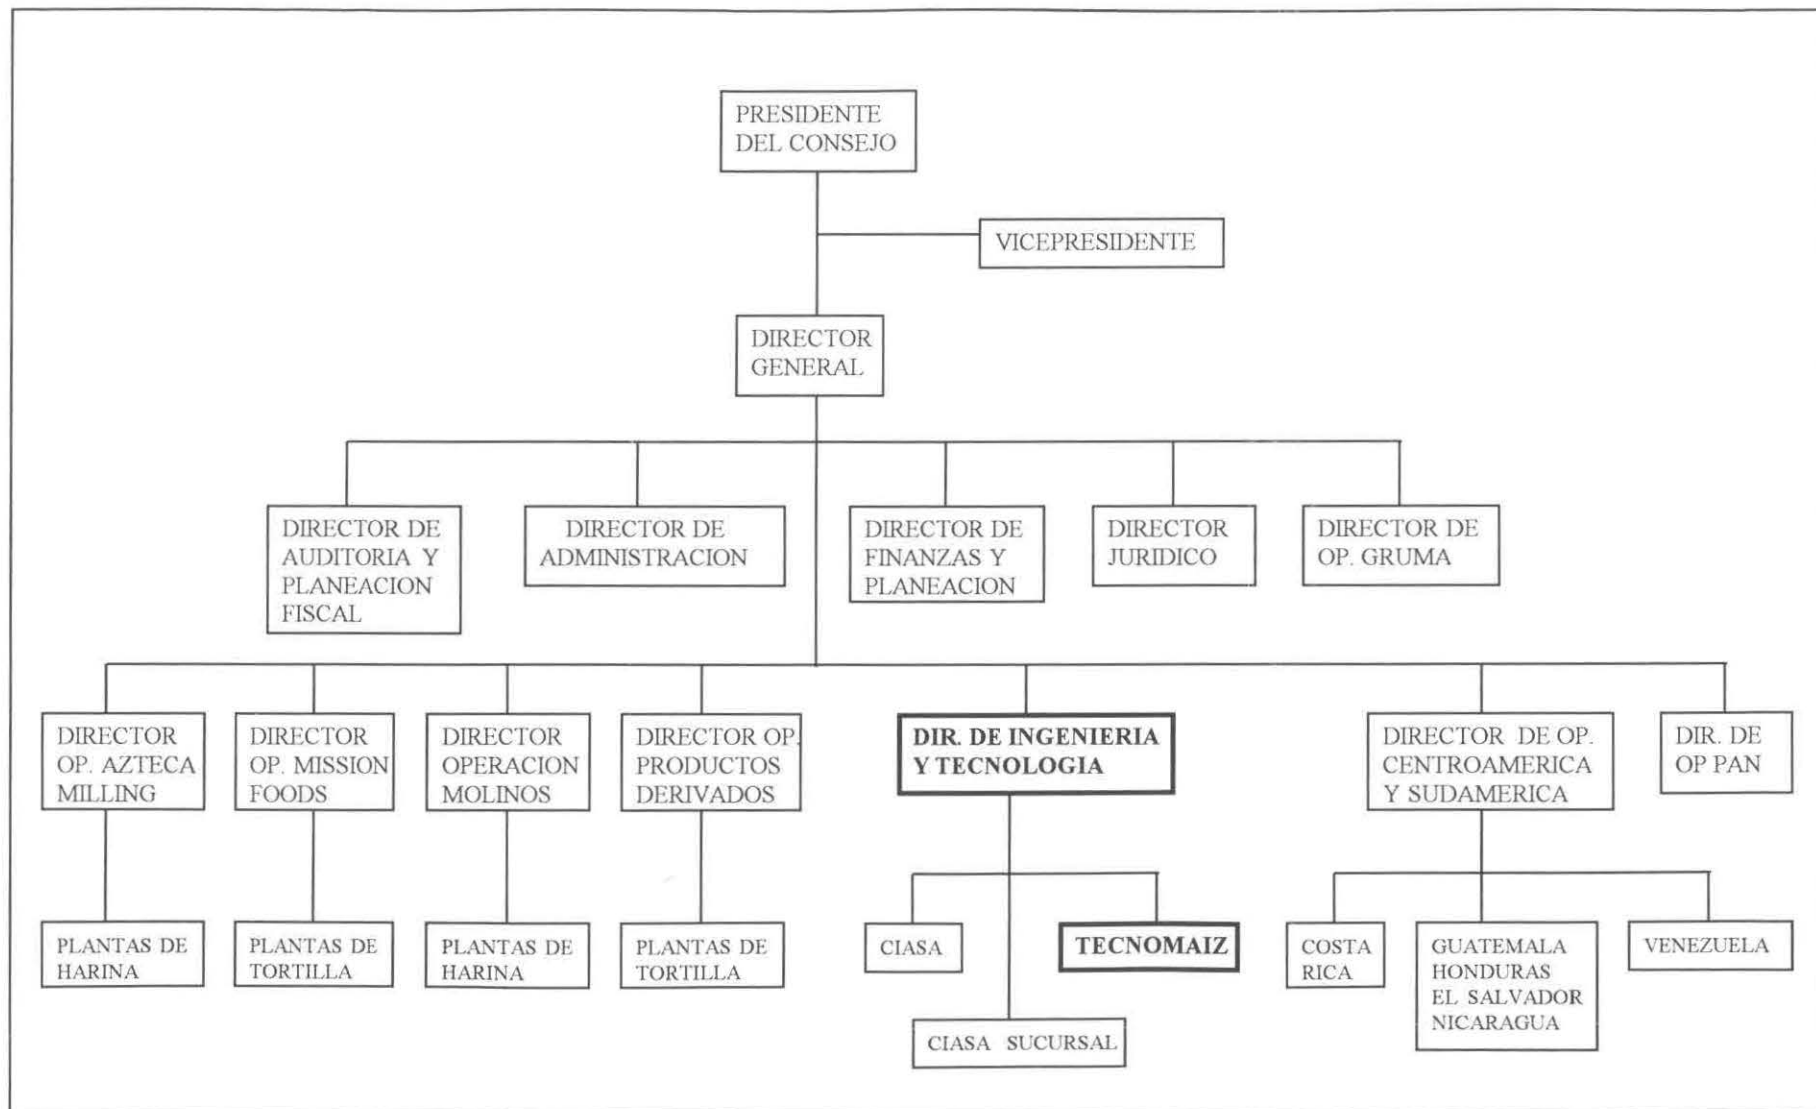 PRESIDENTE
DEL CONSEJO
VICEPRESIDENTE
DIRECTOR
GENERAL
DIRECTOR DE
AUDITORIA Y
PLANEACION
FISCAL
DIRECTOR DE
ADMINISTRACION
DIRECTOR DE
FINANZAS Y
PLANEACION
DIRECTOR
JURIDICO
DIRECTOR DE
OP. GRUMA
DIRECTOR
OP. AZTECA
MILLING
DIRECTOR
OP. MISSION
FOODS
DIRECTOR
OPERACION
MOLINOS
DIRECTOR OP.
PRODUCTOS
DERIVADOS
DIR. DE INGENIERIA
Y TECNOLOGIA
DIRECTOR DE OP.
CENTROAMERICA
Y SUDAMERICA
DIR. DE
OP PAN
PLANTAS DE
HARINA
PLANTAS DE
TORTILLA
PLANTAS DE
HARINA
PLANTAS DE
TORTILLA
CIASA
TECNOMAIZ
CIASA SUCURSAL
COSTA
RICA
GUATEMALA
HONDURAS
EL SALVADOR
NICARAGUA
VENEZUELA